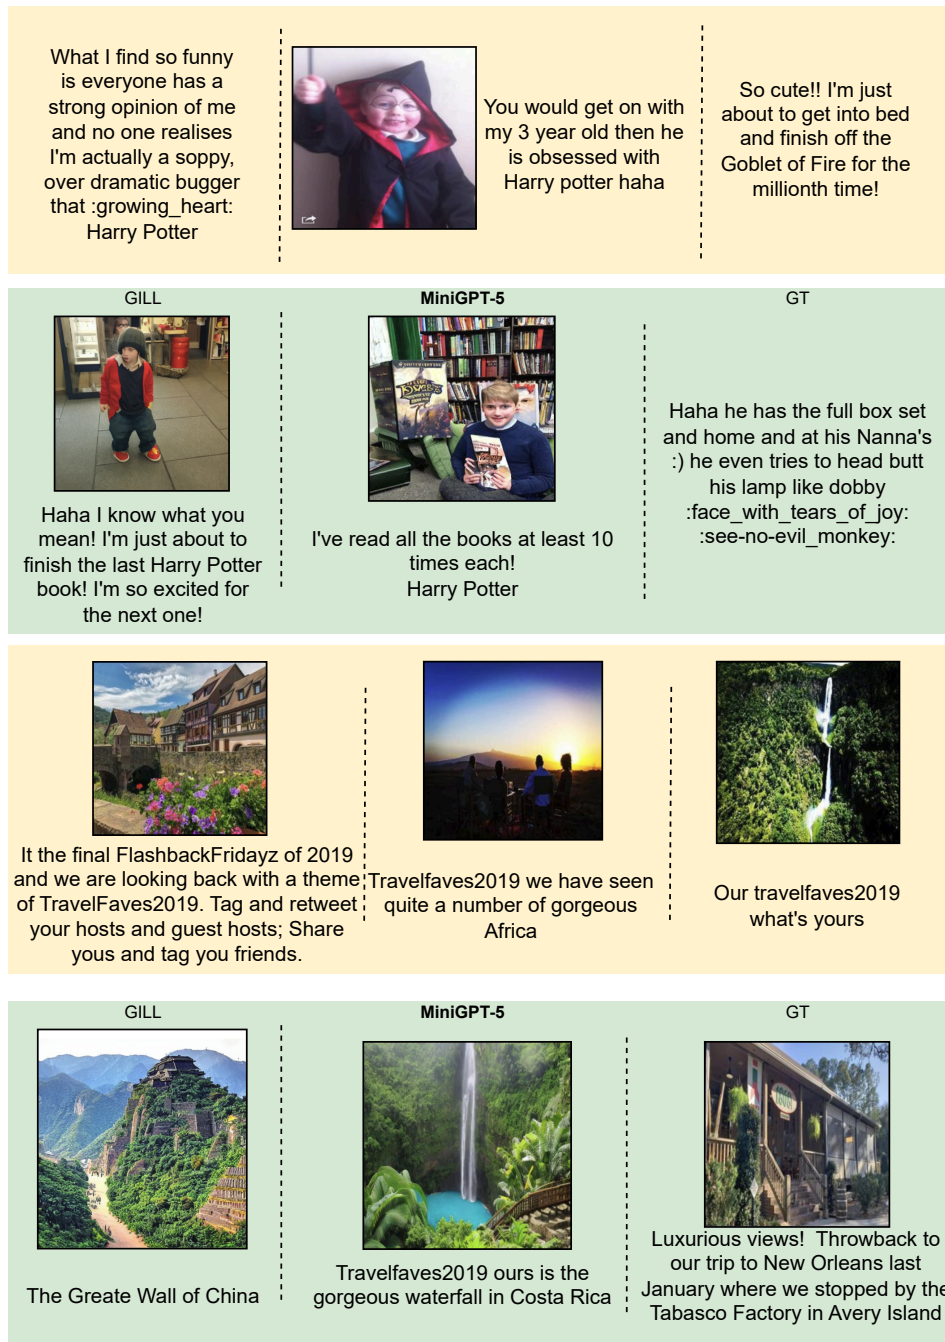 What I find so funny
is everyone has a
strong opinion of me
and no one realises
I'm actually a soppy,
over dramatic bugger
that :growing_heart:
Harry Potter
You would get on with
my 3 year old then he
is obsessed with
Harry potter haha
So cute!! I'm just
about to get into bed
and finish off the
Goblet of Fire for the
millionth time!
GILL
Haha I know what you
mean! I'm just about to
finish the last Harry Potter
book! I'm so excited for
the next one!
MiniGPT-5
I've read all the books at least 10
times each!
Harry Potter
GT
Haha he has the full box set
and home and at his Nanna's
:) he even tries to head butt
his lamp like dobby
:face_with_tears_of_joy:
:see-no-evil_monkey:
It the final FlashbackFridayz of 2019
and we are looking back with a theme
of TravelFaves2019. Tag and retweet
your hosts and guest hosts; Share
yous and tag you friends.
Travelfaves2019 we have seen
quite a number of gorgeous
Africa
Our travelfaves2019
what's yours
GILL
The Greate Wall of China
MiniGPT-5
Travelfaves2019 ours is the
gorgeous waterfall in Costa Rica
GT
Luxurious views! Throwback to
our trip to New Orleans last
January where we stopped by the
Tabasco Factory in Avery Island